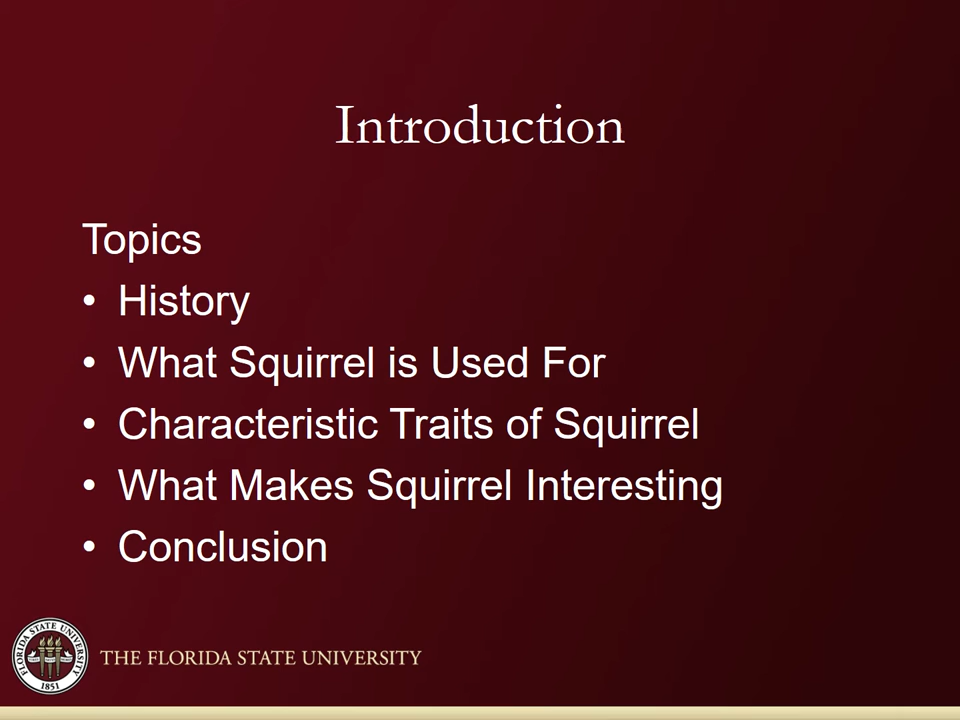 Introduction
Topics
• History
• What Squirrel is Used For
• Characteristic Traits of Squirrel
• What Makes Squirrel Interesting
• Conclusion
FLORIDA STATE UNIVERSITY
1851
THE FLORIDA STATE UNIVERSITY